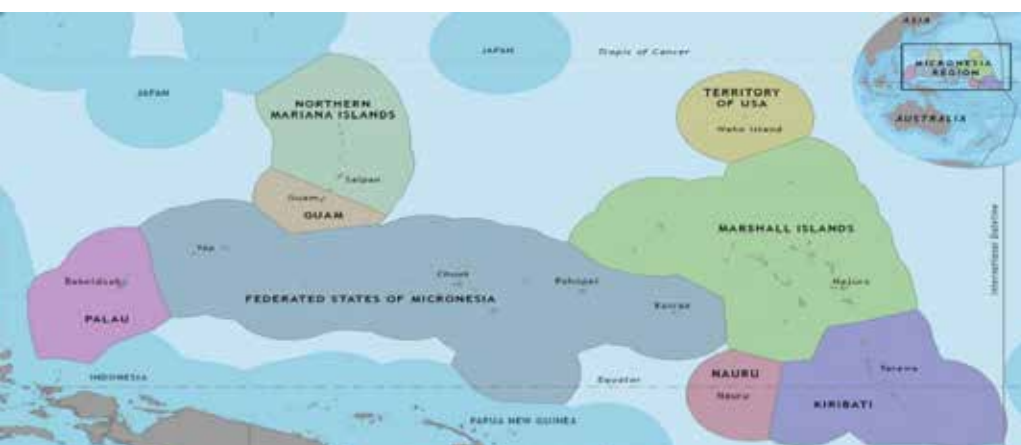 ASIA
JAPAN
Tropic of Cancer
MICRONESIA
REGION
JAPAN
TERRITORY
OF USA
NORTHERN
MARIANA ISLANDS
Wake Island
AUSTRALIA
Saipan
Guam
GUAM
MARSHALL ISLANDS
Yap
International Dateline
Chuuk
Pohnpei
Majuro
FEDERATED STATES OF MICRONESIA
Kosrae
PALAU
Tarawa
NAURU
INDONESIA
Equator
Nauru
KIRIBATI
PAPUA NEW GUINEA